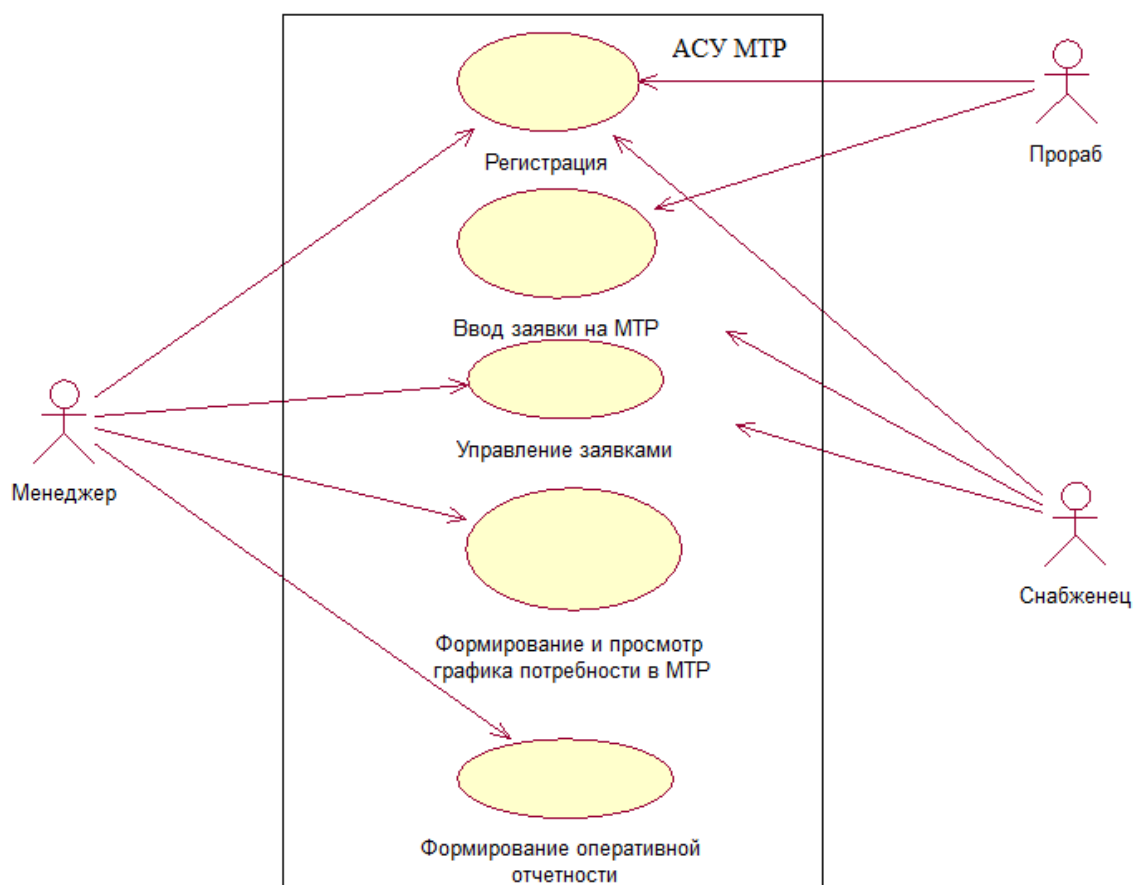 АСУ МТР
Регистрация
Прораб
Ввод заявки на МТР
Управление заявками
Менеджер
Снабженец
Формирование и просмотр
графика потребности в МТР
Формирование оперативной
отчетности